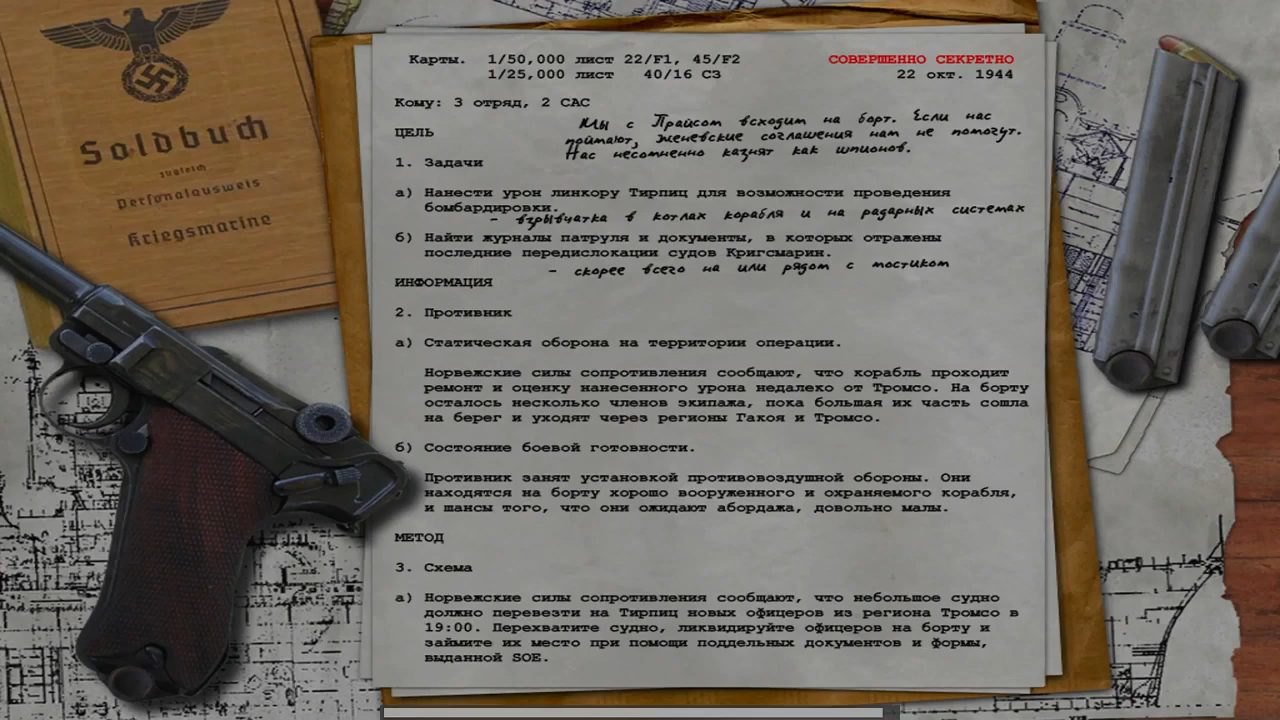 Soldbuch
zugleich
Personalausweis
Kriegsmarine
Карты. 1/50,000 лист 22/F1, 45/F2
СОВЕРШЕННО СЕКРЕТНО
1/25,000 лист 40/16 СЗ
22 окт. 1944
Кому: 3 отряд, 2 САС
Мы с Прайсом всходит на борт. Если нас
поймают, женевские соглашения нам не помогут.
Нас несомненно казнят как шпионов.
ЦЕЛЬ
1. Задачи
а) Нанести урон линкору Тирпиц для возможности проведения
бомбардировки.
- взрывчатка в котлах корабля и на радарных системах
б) Найти журналы патруля и документы, в которых отражены
последние передислокации судов Кригсмарин.
- скорее всего на или рядом с мостиком
ИНФОРМАЦИЯ
2. Противник
а) Статическая оборона на территории операции.
Норвежские силы сопротивления сообщают, что корабль проходит
ремонт и оценку нанесенного урона недалеко от Тромсо. На борту
осталось несколько членов экипажа, пока большая их часть сошла
на берег и уходят через регионы Гакоя и Тромсо.
б) Состояние боевой готовности.
Противник занят установкой противовоздушной обороны. Они
находятся на борту хорошо вооруженного и охраняемого корабля,
и шансы того, что они ожидают абордажа, довольно малы.
МЕТОД
3. Схема
а) Норвежские силы сопротивления сообщают, что небольшое судно
должно перевезти на Тирпиц новых офицеров из региона Тромсо в
19:00. Перехватите судно, ликвидируйте офицеров на борту и
займите их место при помощи поддельных документов и формы,
выданной SOE.